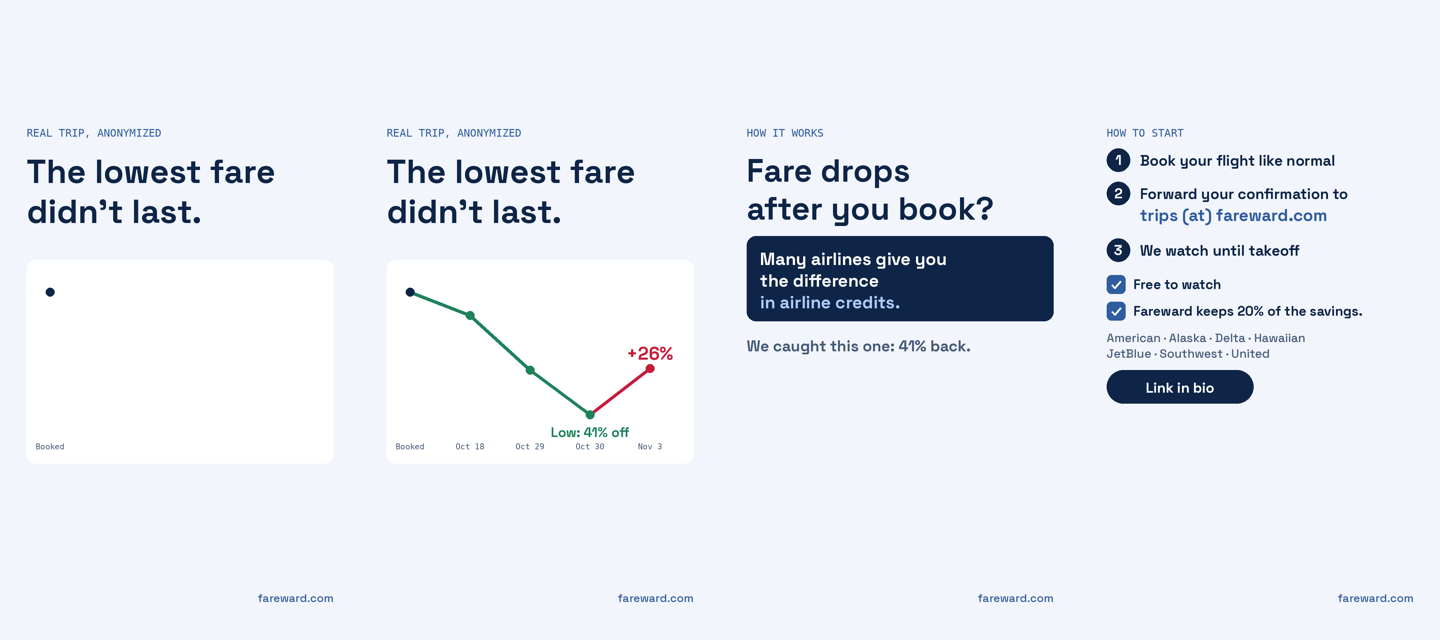 REAL TRIP, ANONYMIZED
The lowest fare
didn't last.
Booked
fareward.com
REAL TRIP, ANONYMIZED
The lowest fare
didn't last.
+26%
Low: 41% off
Booked Oct 18 Oct 29 Oct 30 Nov 3
fareward.com
HOW IT WORKS
Fare drops
after you book?
Many airlines give you
the difference
in airline credits.
We caught this one: 41% back.
fareward.com
HOW TO START
1 Book your flight like normal
2 Forward your confirmation to
trips (at) fareward.com
3 We watch until takeoff
Free to watch
Fareward keeps 20% of the savings.
American · Alaska · Delta · Hawaiian
JetBlue · Southwest · United
Link in bio
fareward.com